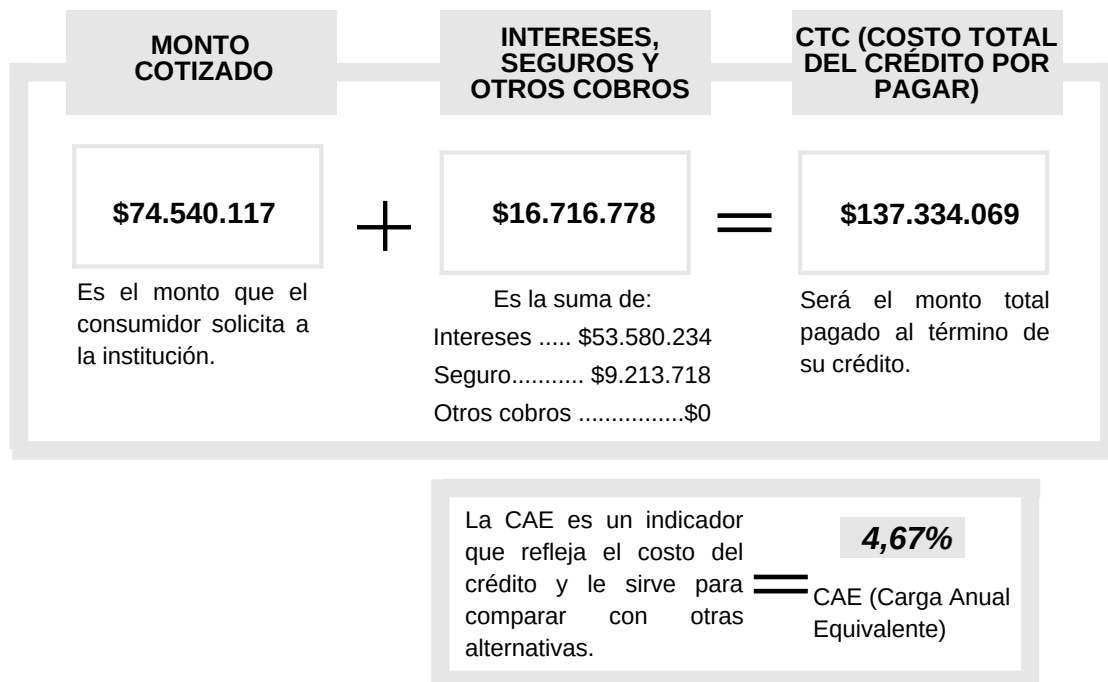 MONTO
COTIZADO
INTERESES,
SEGUROS Y
OTROS COBROS
CTC (COSTO TOTAL
DEL CRÉDITO POR
PAGAR)
$74.540.117
+
$16.716.778
=
$137.334.069
Es el monto que el
consumidor solicita a
la institución.
Es la suma de:
Intereses ..... $53.580.234
Seguro........... $9.213.718
Otros cobros ................$0
Será el monto total
pagado al término de
su crédito.
La CAE es un indicador
que refleja el costo del
crédito y le sirve para
comparar con otras
alternativas.
=
4,67%
CAE (Carga Anual
Equivalente)